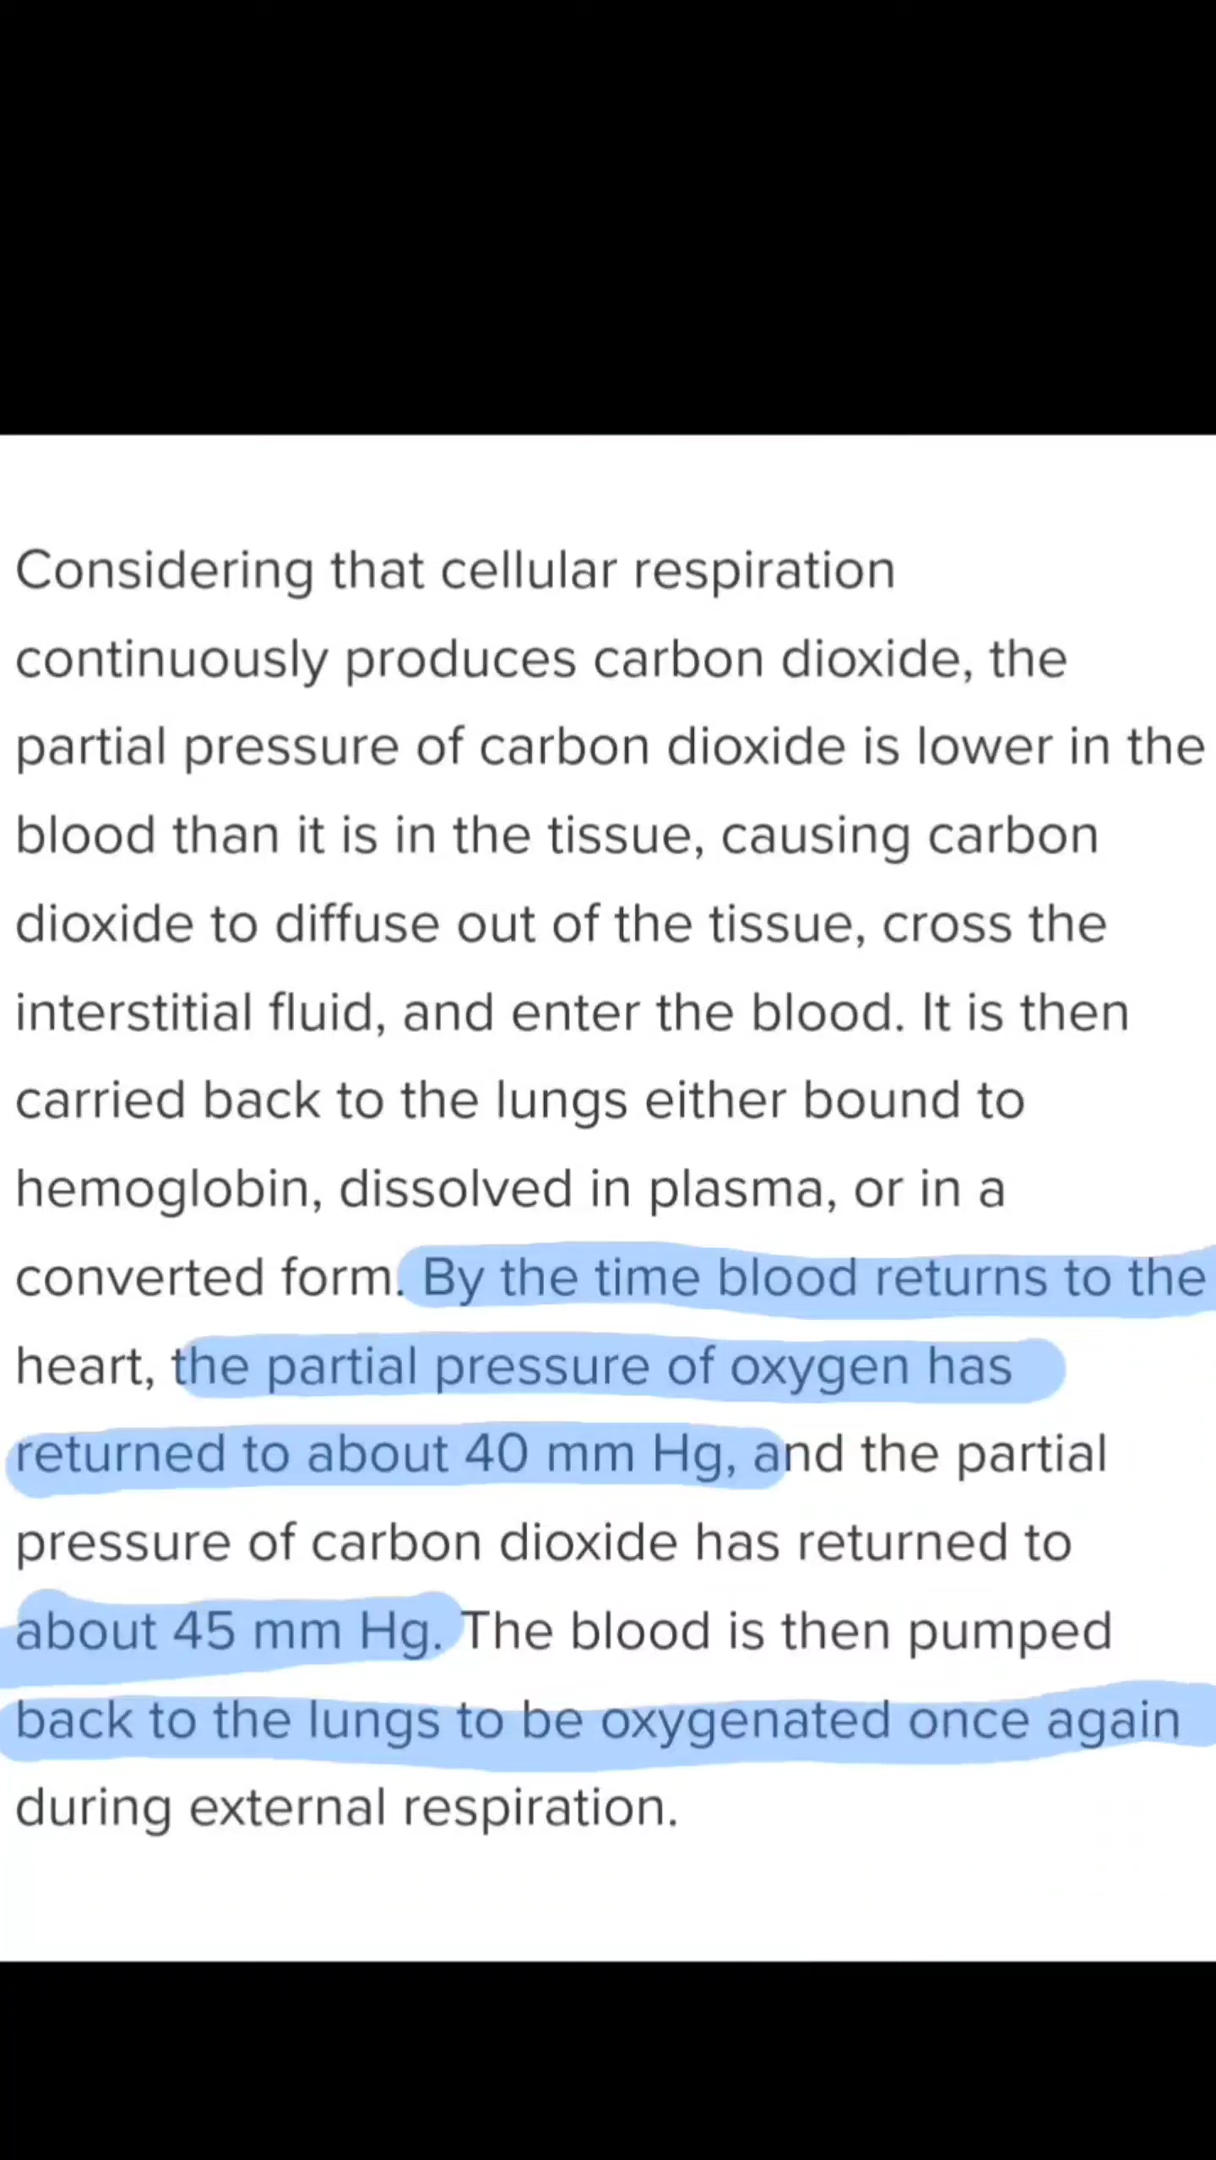 Considering that cellular respiration
continuously produces carbon dioxide, the
partial pressure of carbon dioxide is lower in the
blood than it is in the tissue, causing carbon
dioxide to diffuse out of the tissue, cross the
interstitial fluid, and enter the blood. It is then
carried back to the lungs either bound to
hemoglobin, dissolved in plasma, or in a
converted form. By the time blood returns to the
heart, the partial pressure of oxygen has
returned to about 40 mm Hg, and the partial
pressure of carbon dioxide has returned to
about 45 mm Hg. The blood is then pumped
back to the lungs to be oxygenated once again
during external respiration.